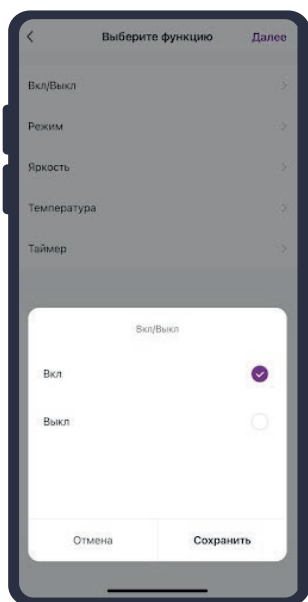 Выберите функцию Далее
Вкл/Выкл
Режим
Яркость
Температура
Таймер
Вкл/Выкл
Вкл
Выкл
Отмена Сохранить